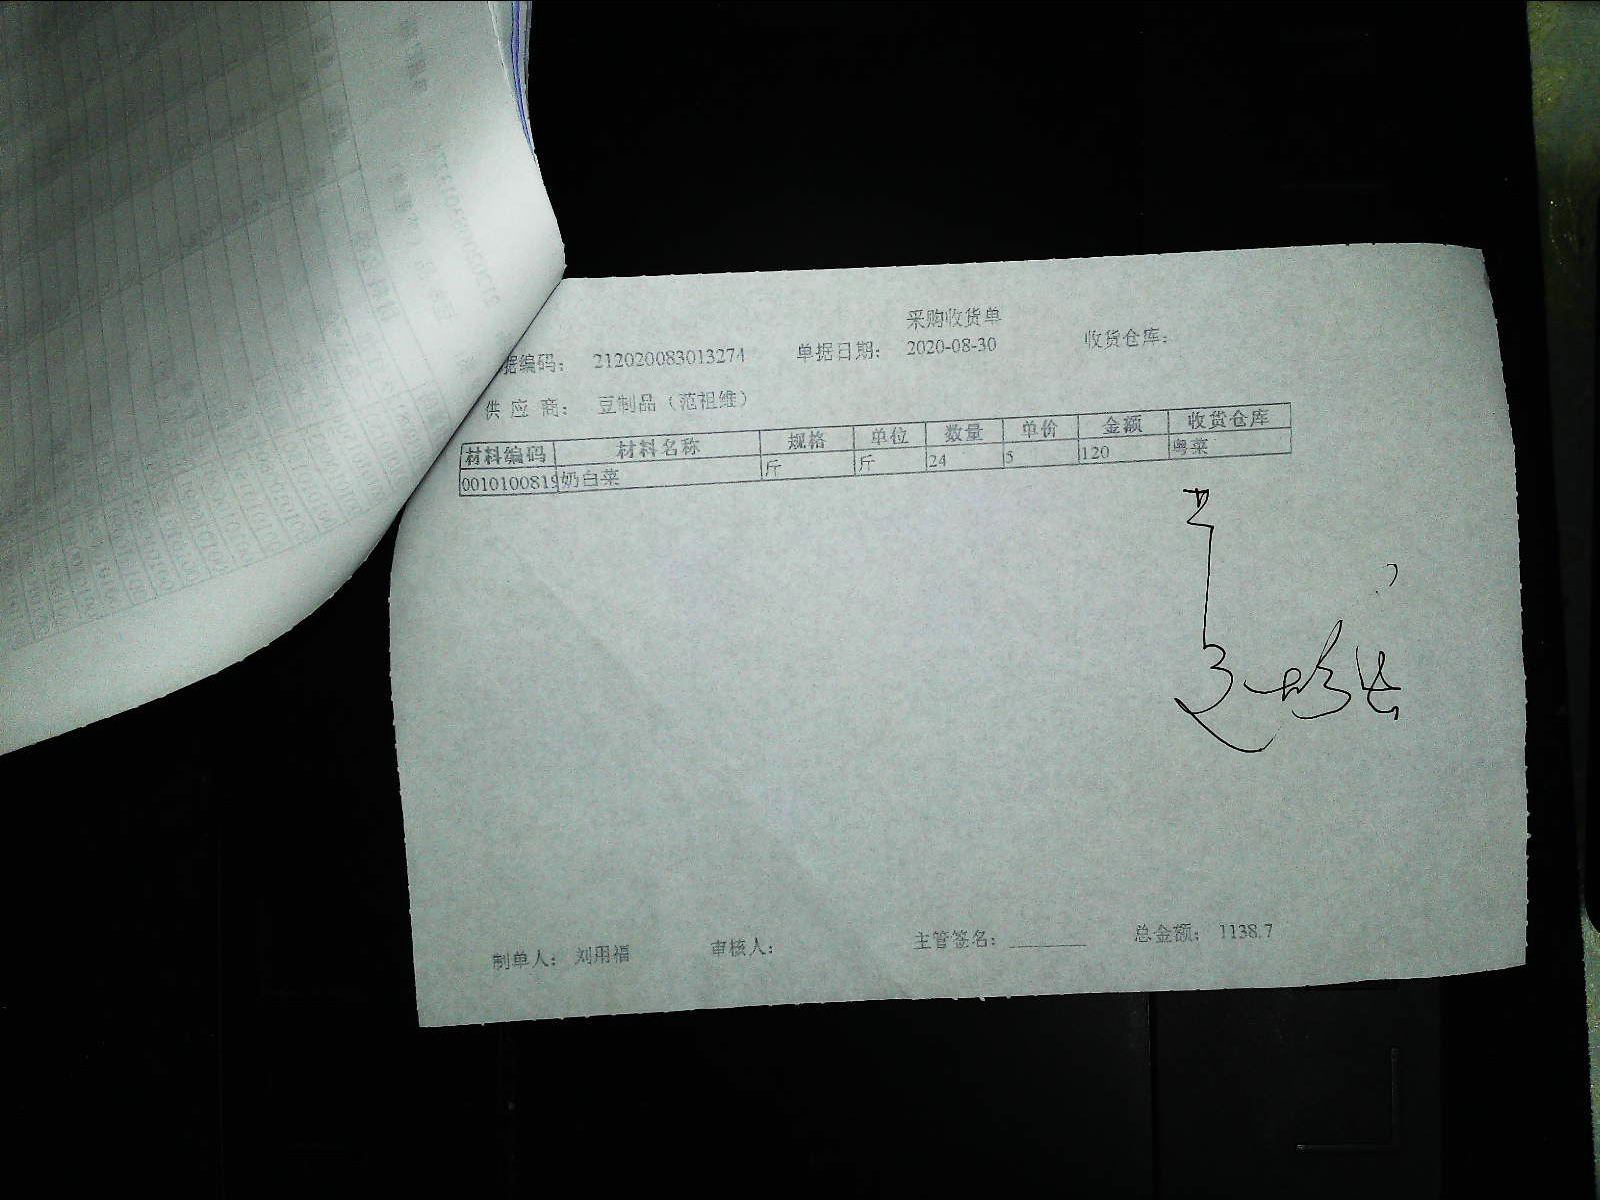 采购收货单
据编码： 212020083013274 单据日期： 2020-08-30 收货仓库：
供 应 商： 豆制品（范祖维）
材料编码 材料名称 规格 单位 数量 单价 金额 收货仓库
0010100819 奶白菜 斤 斤 24 5 120 粤菜
制单人： 刘用福 审核人： 主管签名： 总金额： 1138.7